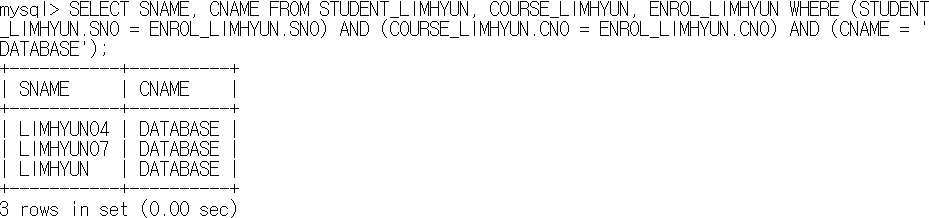 mysql> SELECT SNAME, CNAME FROM STUDENT_LIMHYUN, COURSE_LIMHYUN, ENROL_LIMHYUN WHERE (STUDENT
_LIMHYUN.SNO = ENROL_LIMHYUN.SNO) AND (COURSE_LIMHYUN.CNO = ENROL_LIMHYUN.CNO) AND (CNAME = '
DATABASE');
+-----------+----------+
| SNAME     | CNAME    |
+-----------+----------+
| LIMHYUN04 | DATABASE |
| LIMHYUN07 | DATABASE |
| LIMHYUN   | DATABASE |
+-----------+----------+
3 rows in set (0.00 sec)